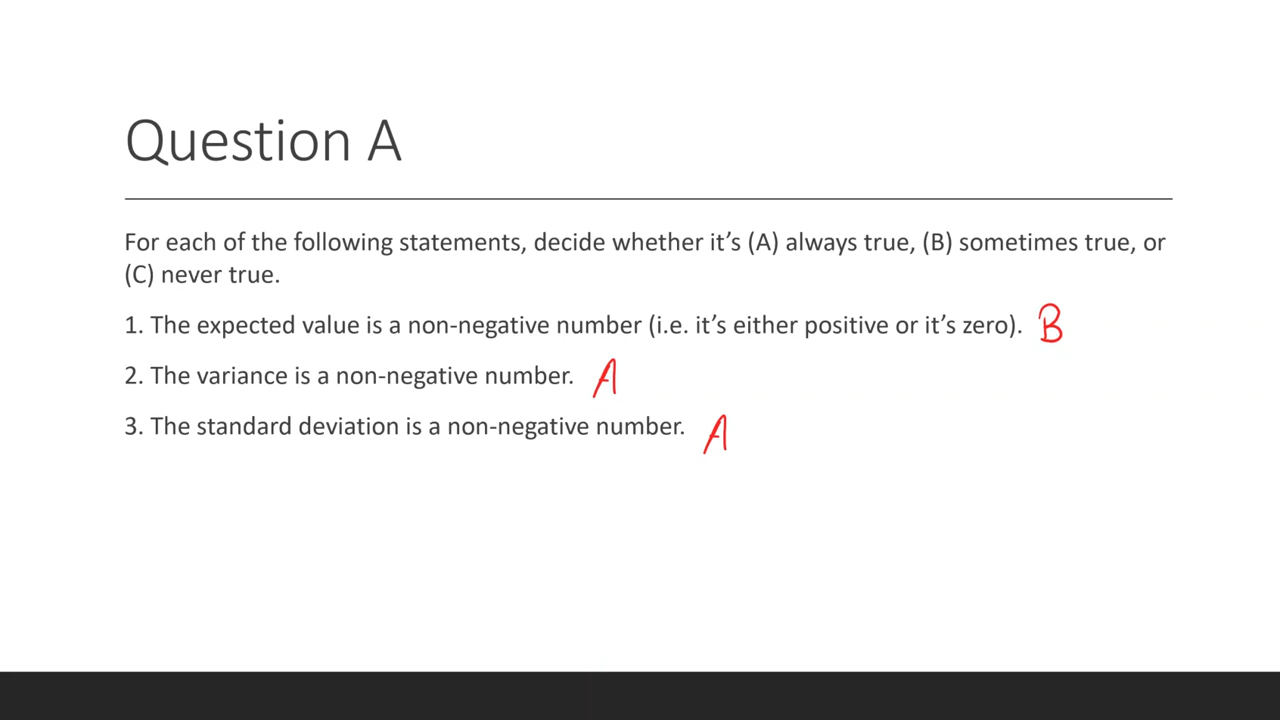 Question A
For each of the following statements, decide whether it’s (A) always true, (B) sometimes true, or
(C) never true.
1. The expected value is a non-negative number (i.e. it’s either positive or it’s zero). B
2. The variance is a non-negative number. A
3. The standard deviation is a non-negative number. A